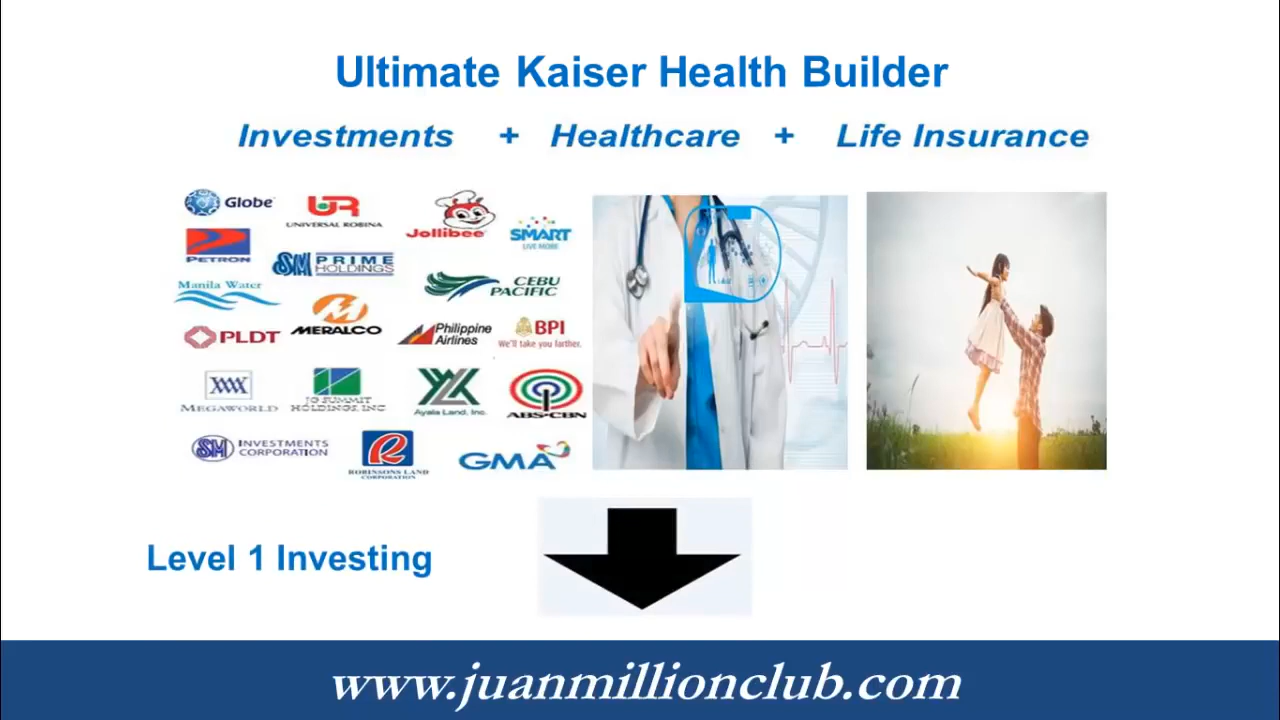 Ultimate Kaiser Health Builder
Investments + Healthcare + Life Insurance
Globe
UNIVERSAL ROBINA
Jollibee
SMART
LIVE MORE
PETRON
SM PRIME
HOLDINGS
CEBU
PACIFIC
Manila Water
MERALCO
PLDT
Philippine
Airlines
BPI
We'll take you farther.
MEGAWORLD
JG SUMMIT
HOLDINGS, INC
Ayala Land, Inc.
ABS-CBN
SM INVESTMENTS
CORPORATION
ROBINSONS LAND
CORPORATION
GMA
Level 1 Investing
www.juanmillionclub.com